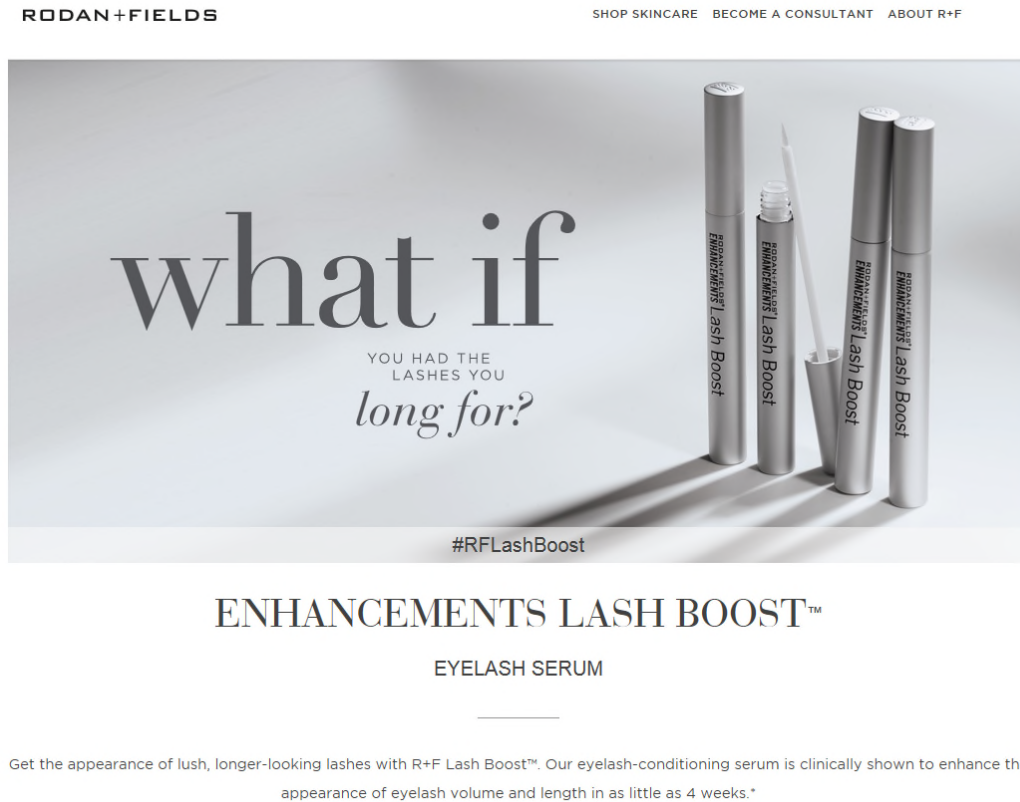 RODAN+FIELDS
SHOP SKINCARE BECOME A CONSULTANT ABOUT R+F
what if
YOU HAD THE
LASHES YOU
long for?
RODAN+FIELDS®
ENHANCEMENTS Lash Boost
RODAN+FIELDS®
ENHANCEMENTS Lash Boost
RODAN+FIELDS®
ENHANCEMENTS Lash Boost
RODAN+FIELDS®
ENHANCEMENTS Lash Boost
#RFLashBoost
ENHANCEMENTS LASH BOOST™
EYELASH SERUM
Get the appearance of lush, longer-looking lashes with R+F Lash Boost™. Our eyelash-conditioning serum is clinically shown to enhance th
appearance of eyelash volume and length in as little as 4 weeks.*